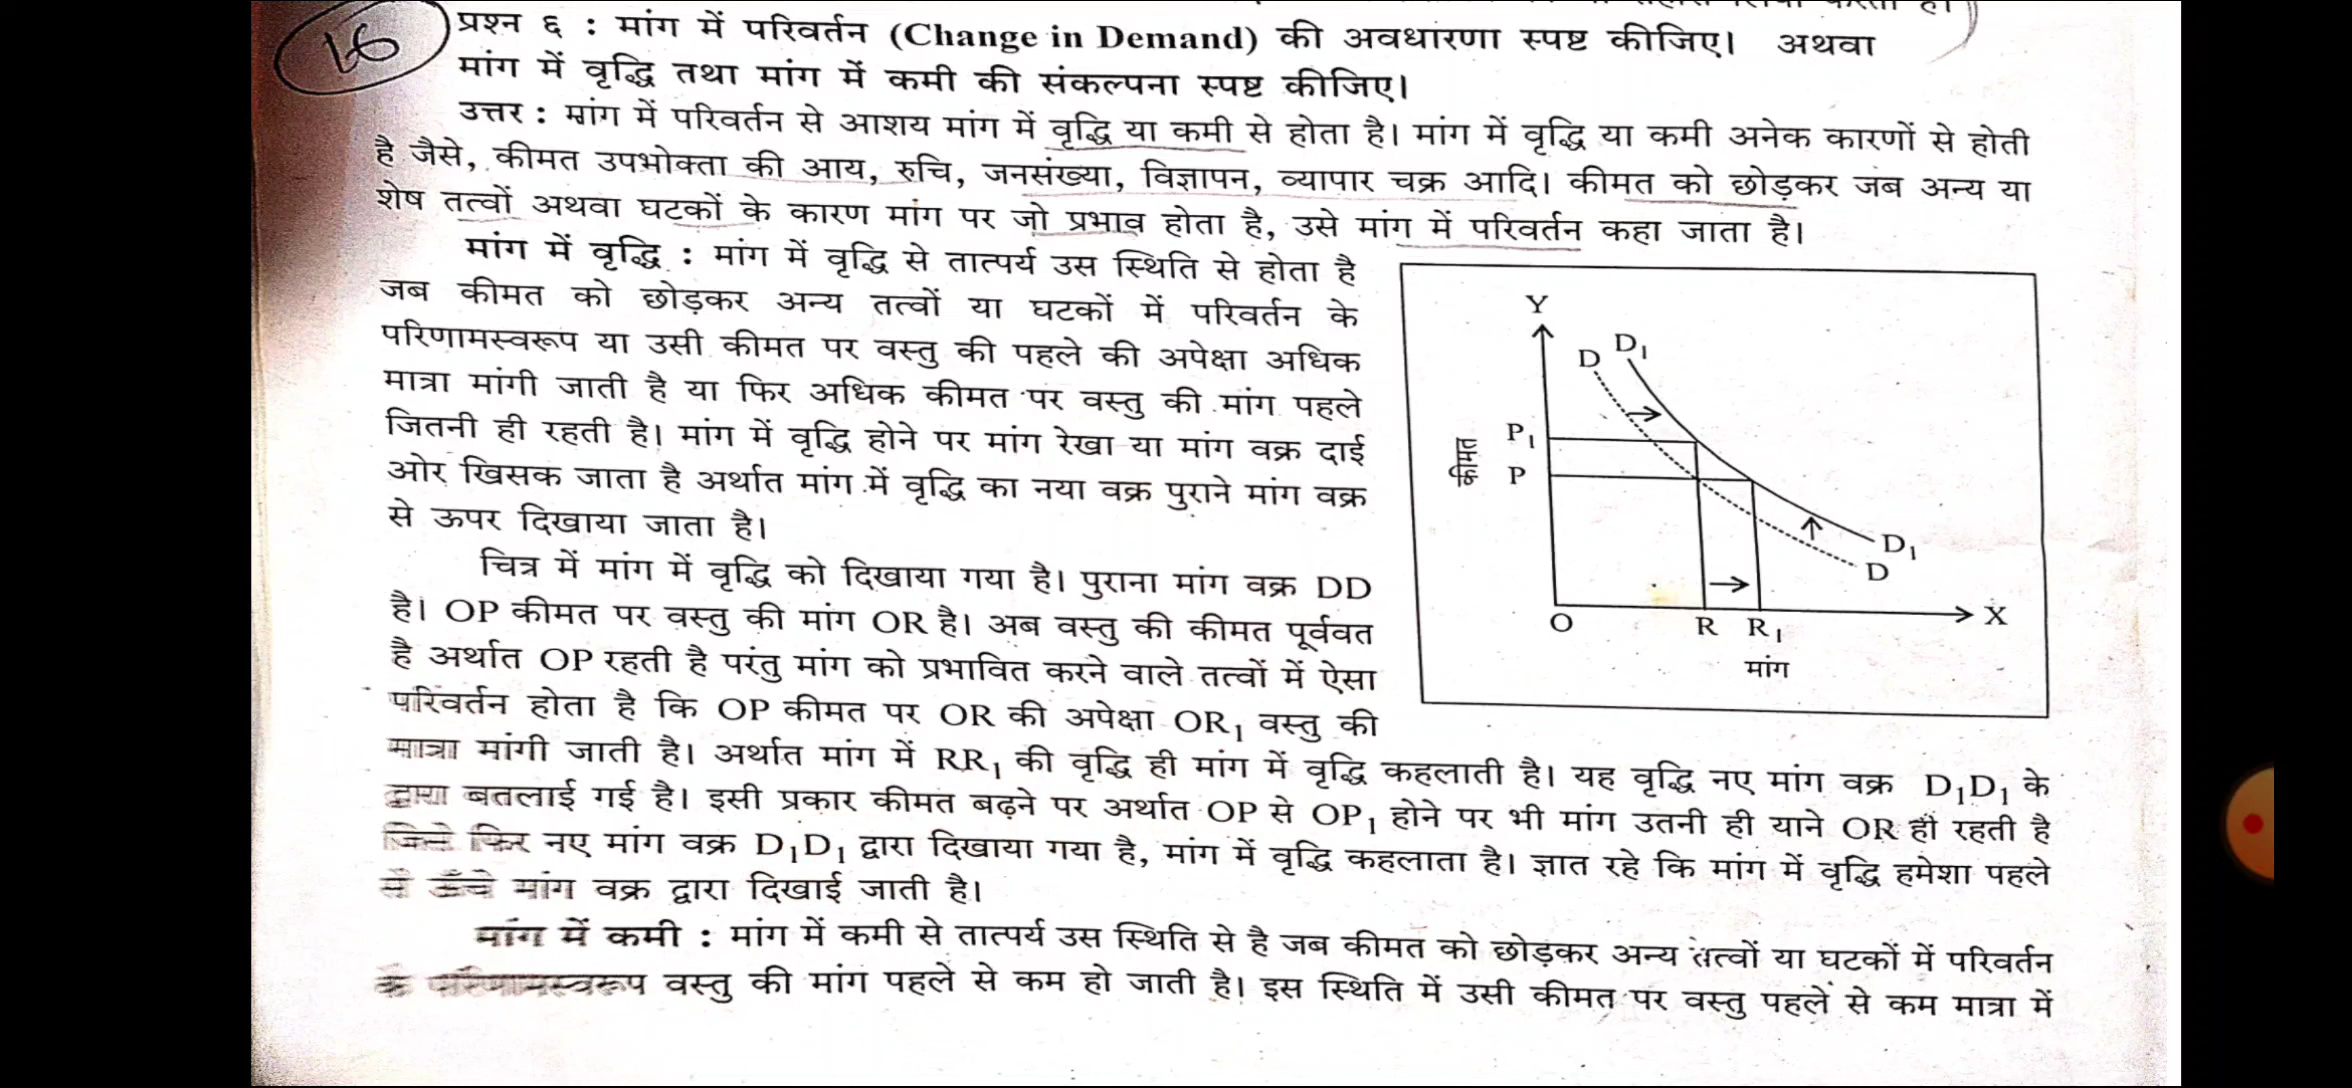 16
प्रश्न ६ : मांग में परिवर्तन (Change in Demand) की अवधारणा स्पष्ट कीजिए। अथवा
मांग में वृद्धि तथा मांग में कमी की संकल्पना स्पष्ट कीजिए।
उत्तर : मांग में परिवर्तन से आशय मांग में वृद्धि या कमी से होता है। मांग में वृद्धि या कमी अनेक कारणों से होती
है जैसे, कीमत उपभोक्ता की आय, रुचि, जनसंख्या, विज्ञापन, व्यापार चक्र आदि। कीमत को छोड़कर जब अन्य या
शेष तत्वों अथवा घटकों के कारण मांग पर जो प्रभाव होता है, उसे मांग में परिवर्तन कहा जाता है।
मांग में वृद्धि : मांग में वृद्धि से तात्पर्य उस स्थिति से होता है
जब कीमत को छोड़कर अन्य तत्वों या घटकों में परिवर्तन के
परिणामस्वरूप या उसी कीमत पर वस्तु की पहले की अपेक्षा अधिक
मात्रा मांगी जाती है या फिर अधिक कीमत पर वस्तु की मांग पहले
जितनी ही रहती है। मांग में वृद्धि होने पर मांग रेखा या मांग वक्र दाई
ओर खिसक जाता है अर्थात मांग में वृद्धि का नया वक्र पुराने मांग वक्र
से ऊपर दिखाया जाता है।
चित्र में मांग में वृद्धि को दिखाया गया है। पुराना मांग वक्र DD
है। OP कीमत पर वस्तु की मांग OR है। अब वस्तु की कीमत पूर्ववत
है अर्थात OP रहती है परंतु मांग को प्रभावित करने वाले तत्वों में ऐसा
परिवर्तन होता है कि OP कीमत पर OR की अपेक्षा OR₁ वस्तु की
मात्रा मांगी जाती है। अर्थात मांग में RR₁ की वृद्धि ही मांग में वृद्धि कहलाती है। यह वृद्धि नए मांग वक्र D₁D₁ के
द्वारा बतलाई गई है। इसी प्रकार कीमत बढ़ने पर अर्थात OP से OP₁ होने पर भी मांग उतनी ही याने OR ही रहती है
जिसे फिर नए मांग वक्र D₁D₁ द्वारा दिखाया गया है, मांग में वृद्धि कहलाता है। ज्ञात रहे कि मांग में वृद्धि हमेशा पहले
से ऊँचे मांग वक्र द्वारा दिखाई जाती है।
मांग में कमी : मांग में कमी से तात्पर्य उस स्थिति से है जब कीमत को छोड़कर अन्य तत्वों या घटकों में परिवर्तन
के परिणामस्वरूप वस्तु की मांग पहले से कम हो जाती है। इस स्थिति में उसी कीमत पर वस्तु पहले से कम मात्रा में
Y
D D₁
P₁
कीमत
P
D₁
D
O R R₁ X
मांग